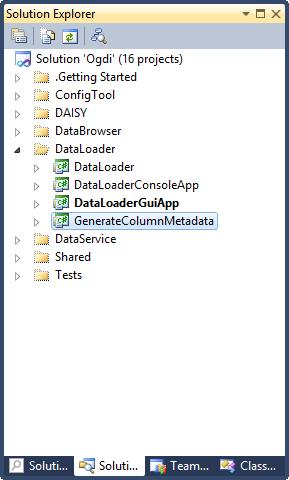 Solution Explorer
Solution 'Ogdi' (16 projects)
.Getting Started
ConfigTool
DAISY
DataBrowser
DataLoader
DataLoader
DataLoaderConsoleApp
DataLoaderGuiApp
GenerateColumnMetadata
DataService
Shared
Tests
Soluti... Soluti... Team... Class...